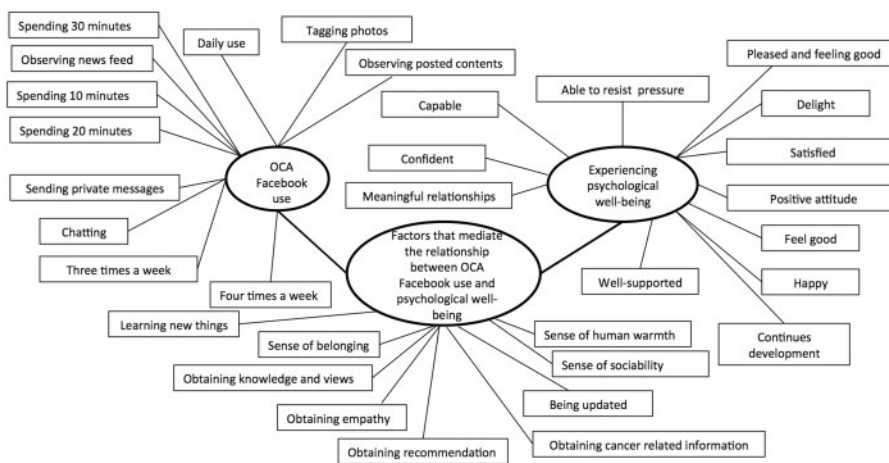 Spending 30 minutes
Observing news feed
Spending 10 minutes
Spending 20 minutes
Daily use
Tagging photos
Observing posted contents
OCA
Facebook
use
Sending private messages
Chatting
Three times a week
Four times a week
Capable
Confident
Meaningful relationships
Able to resist pressure
Experiencing
psychological
well-being
Pleased and feeling good
Delight
Satisfied
Positive attitude
Feel good
Happy
Continues
development
Well-supported
Factors that mediate
the relationship
between OCA
Facebook use and
psychological well-
being
Learning new things
Sense of belonging
Obtaining knowledge and views
Obtaining empathy
Obtaining recommendation
Sense of human warmth
Sense of sociability
Being updated
Obtaining cancer related information